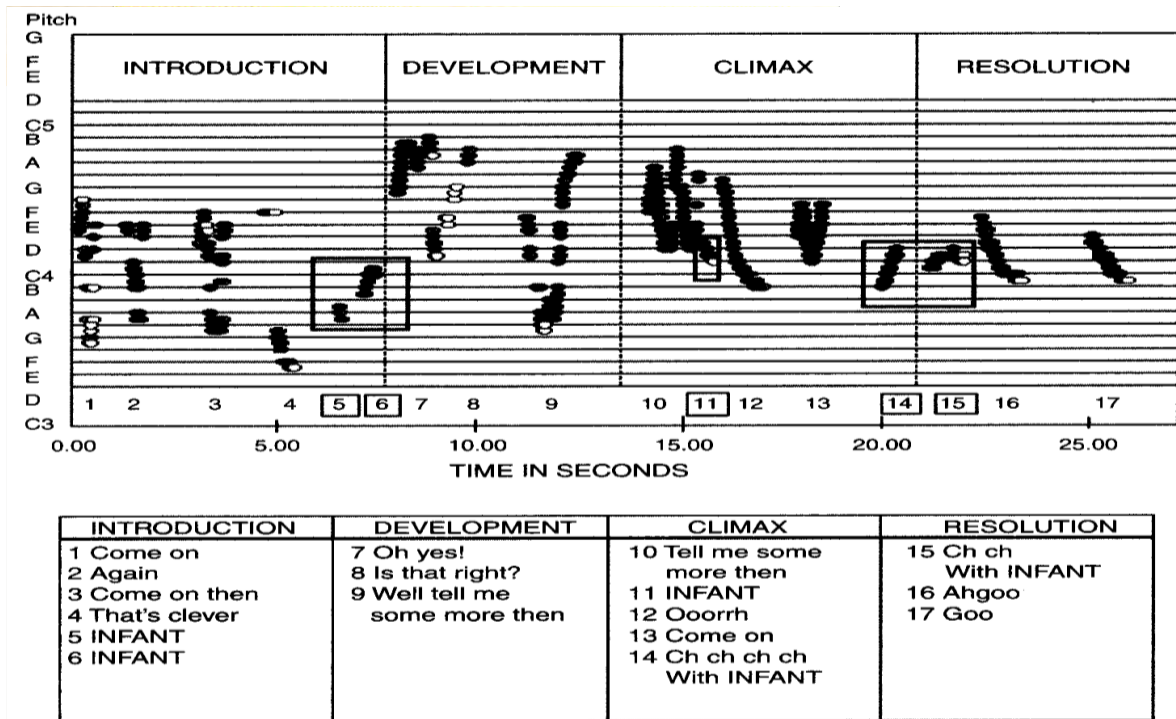 Pitch
G
F
E
D
C5
B
A
G
F
E
D
C4
B
A
G
F
E
D
C3
INTRODUCTION DEVELOPMENT CLIMAX RESOLUTION
1 2 3 4 5 6 7 8 9 10 11 12 13 14 15 16 17
0.00 5.00 10.00 15.00 20.00 25.00
TIME IN SECONDS
INTRODUCTION
1 Come on
2 Again
3 Come on then
4 That's clever
5 INFANT
6 INFANT
DEVELOPMENT
7 Oh yes!
8 Is that right?
9 Well tell me
some more then
CLIMAX
10 Tell me some
more then
11 INFANT
12 Ooorrh
13 Come on
14 Ch ch ch ch
With INFANT
RESOLUTION
15 Ch ch
With INFANT
16 Ahgoo
17 Goo